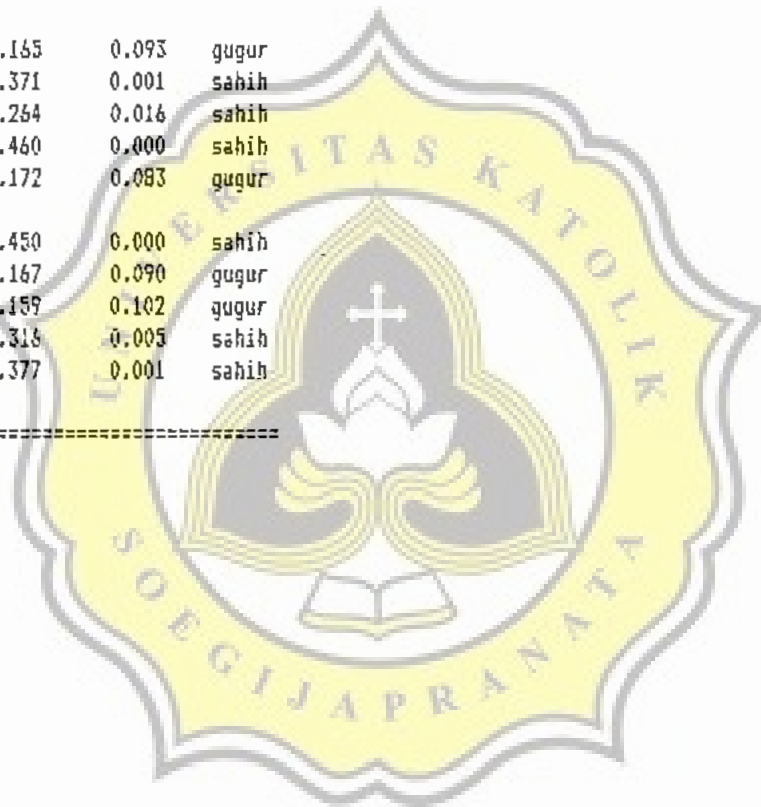 .165 0.093 gugur
.371 0.001 sahih
.264 0.016 sahih
.460 0.000 sahih
.172 0.083 gugur
.450 0.000 sahih
.167 0.090 gugur
.159 0.102 gugur
.316 0.005 sahih
.377 0.001 sahih
==========================
UNIVERSITAS KATOLIK
SOEGIJAPRANATA